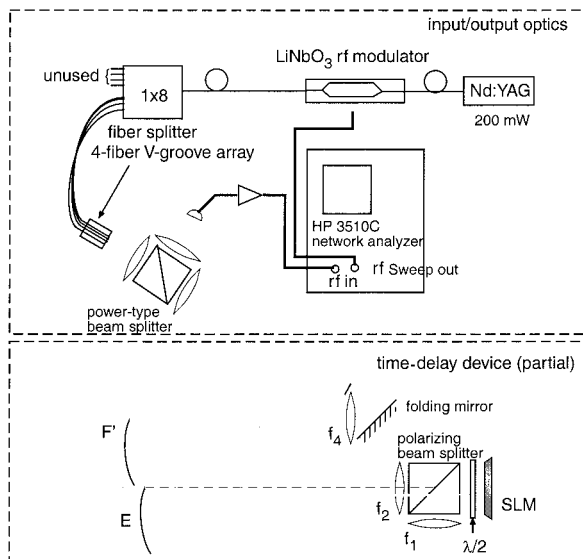 input/output optics
LiNbO3 rf modulator
unused
1x8
Nd:YAG
200 mW
fiber splitter
4-fiber V-groove array
HP 3510C
network analyzer
rf in
rf Sweep out
power-type
beam splitter
time-delay device (partial)
F'
folding mirror
f4
polarizing
beam splitter
E
f2
SLM
f1
λ/2